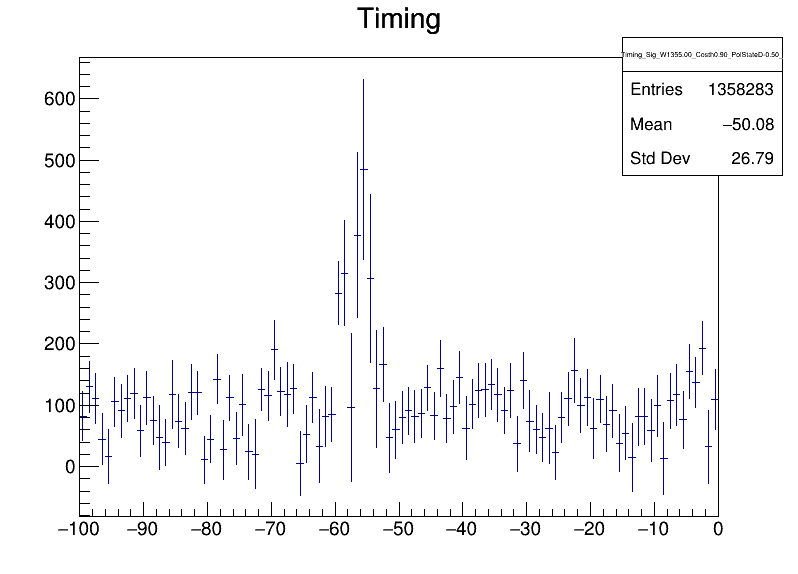 Timing
Timing_Sig_W1355.00_Costh0.90_PolStateD-0.50_
Entries 1358283
Mean −50.08
Std Dev 26.79
600
500
400
300
200
100
0
−100 −90 −80 −70 −60 −50 −40 −30 −20 −10 0